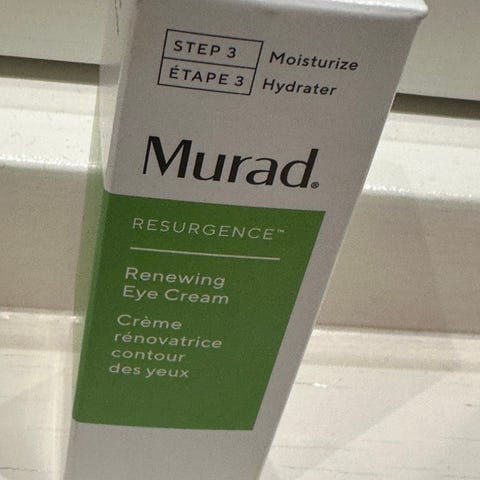 STEP 3 Moisturize
ÉTAPE 3 Hydrater
Murad®
RESURGENCE™
Renewing
Eye Cream
Crème
rénovatrice
contour
des yeux